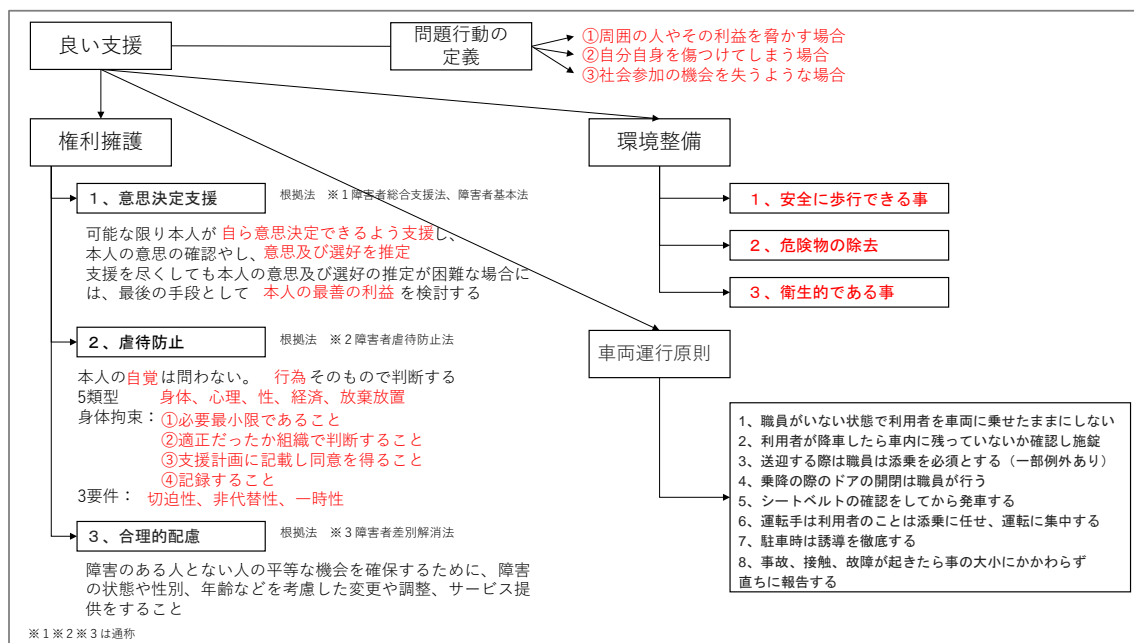 良い支援
問題行動の
定義
①周囲の人やその利益を脅かす場合
②自分自身を傷つけてしまう場合
③社会参加の機会を失うような場合
権利擁護
1、意思決定支援
根拠法　※1障害者総合支援法、障害者基本法
可能な限り本人が 自ら意思決定できるよう支援し、
本人の意思の確認やし、意思及び選好を推定
支援を尽くしても本人の意思及び選好の推定が困難な場合に
は、最後の手段として 本人の最善の利益 を検討する
2、虐待防止
根拠法　※2障害者虐待防止法
本人の自覚は問わない。　行為そのもので判断する
5類型　身体、心理、性、経済、放棄放置
身体拘束：①必要最小限であること
②適正だったか組織で判断すること
③支援計画に記載し同意を得ること
④記録すること
3要件：　切迫性、非代替性、一時性
3、合理的配慮
根拠法　※3障害者差別解消法
障害のある人とない人の平等な機会を確保するために、障害
の状態や性別、年齢などを考慮した変更や調整、サービス提
供をすること
※1※2※3は通称
環境整備
1、安全に歩行できる事
2、危険物の除去
3、衛生的である事
車両運行原則
1、職員がいない状態で利用者を車両に乗せたままにしない
2、利用者が降車したら車内に残っていないか確認し施錠
3、送迎する際は職員は添乗を必須とする（一部例外あり）
4、乗降の際のドアの開閉は職員が行う
5、シートベルトの確認をしてから発車する
6、運転手は利用者のことは添乗に任せ、運転に集中する
7、駐車時は誘導を徹底する
8、事故、接触、故障が起きたら事の大小にかかわらず
直ちに報告する